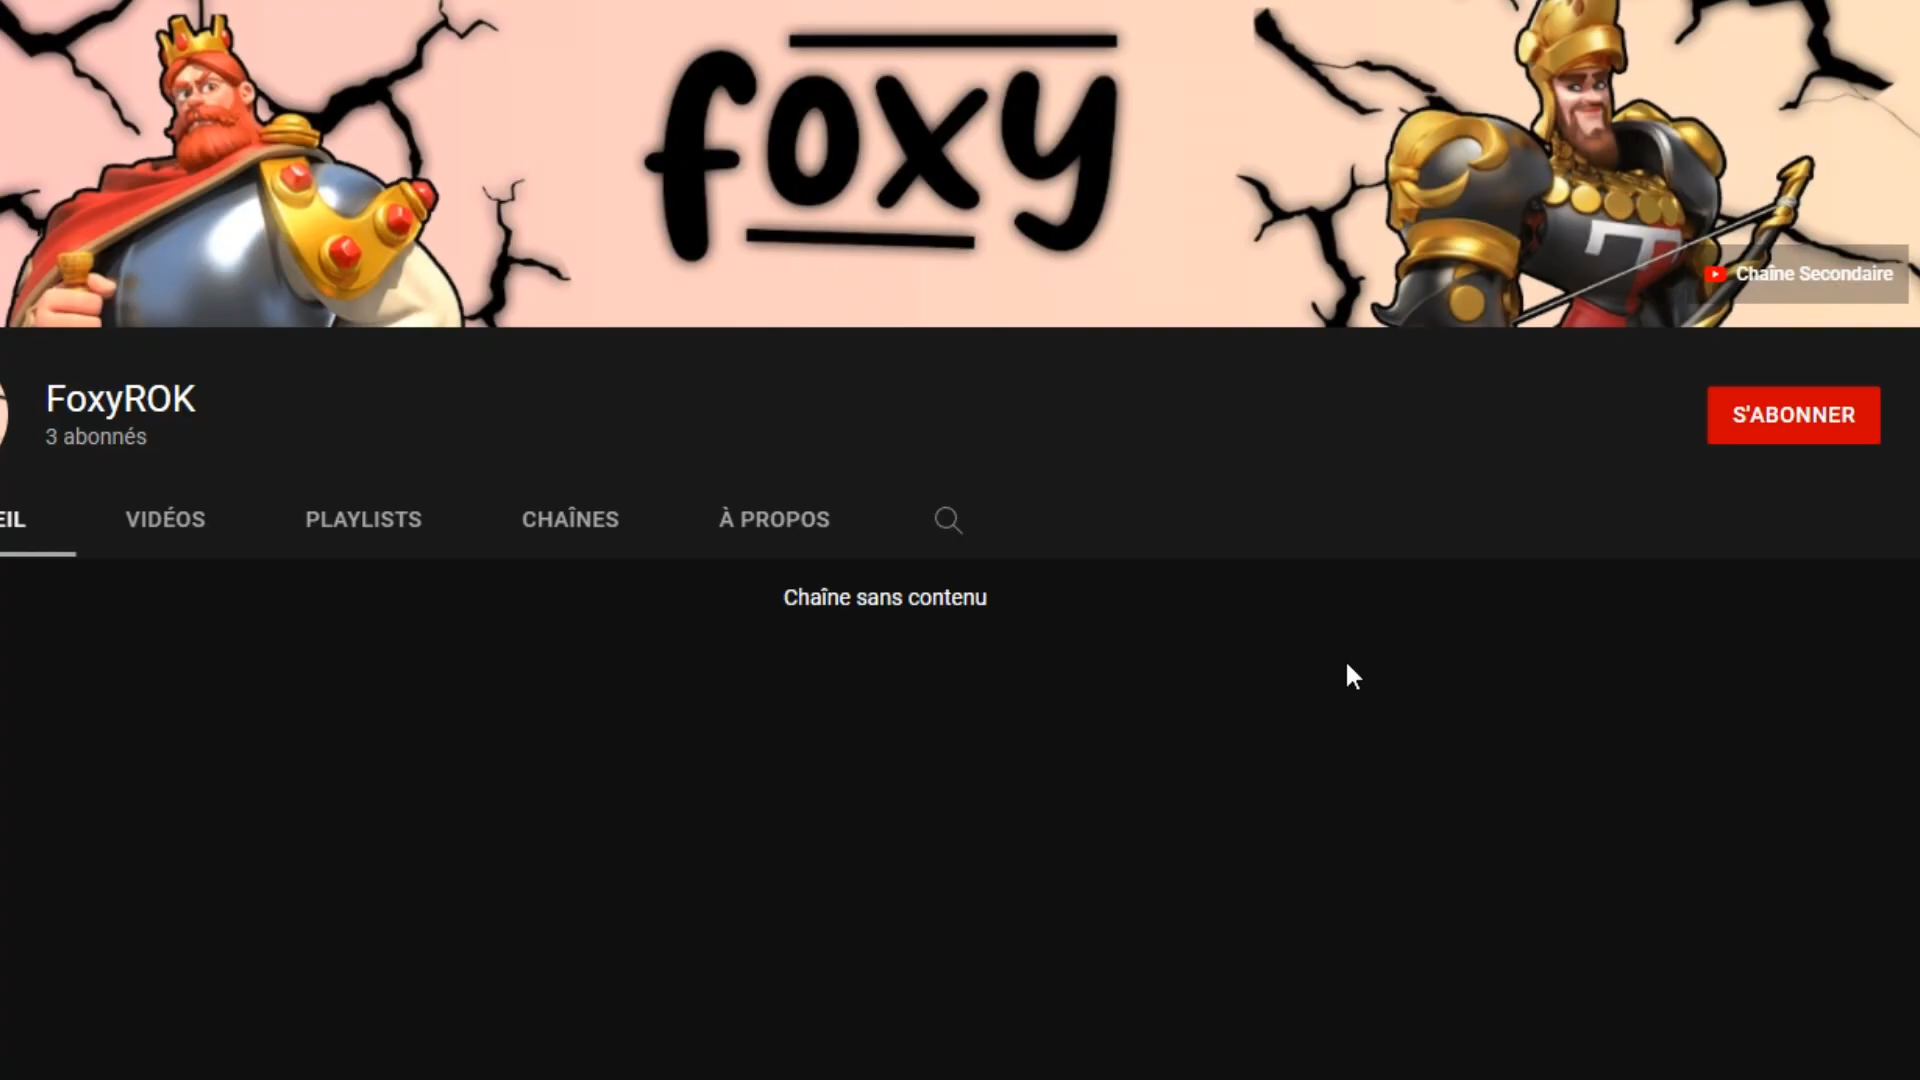 foxy
Chaîne Secondaire
FoxyROK
3 abonnés
S'ABONNER
EIL VIDÉOS PLAYLISTS CHAÎNES À PROPOS
Chaîne sans contenu